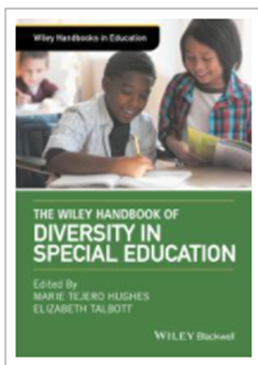 Wiley Handbooks in Education
THE WILEY HANDBOOK OF
DIVERSITY IN
SPECIAL EDUCATION
Edited By
MARIE TEJERO HUGHES
ELIZABETH TALBOTT
WILEY Blackwell